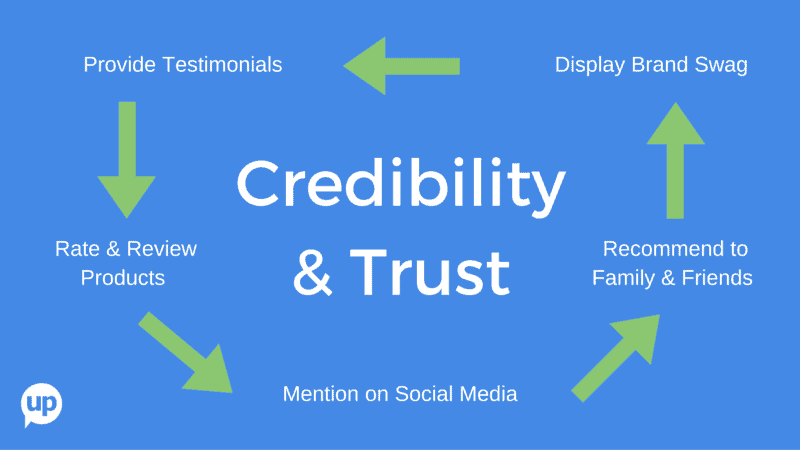 Provide Testimonials
Display Brand Swag
Credibility
& Trust
Rate & Review
Products
Recommend to
Family & Friends
Mention on Social Media
up